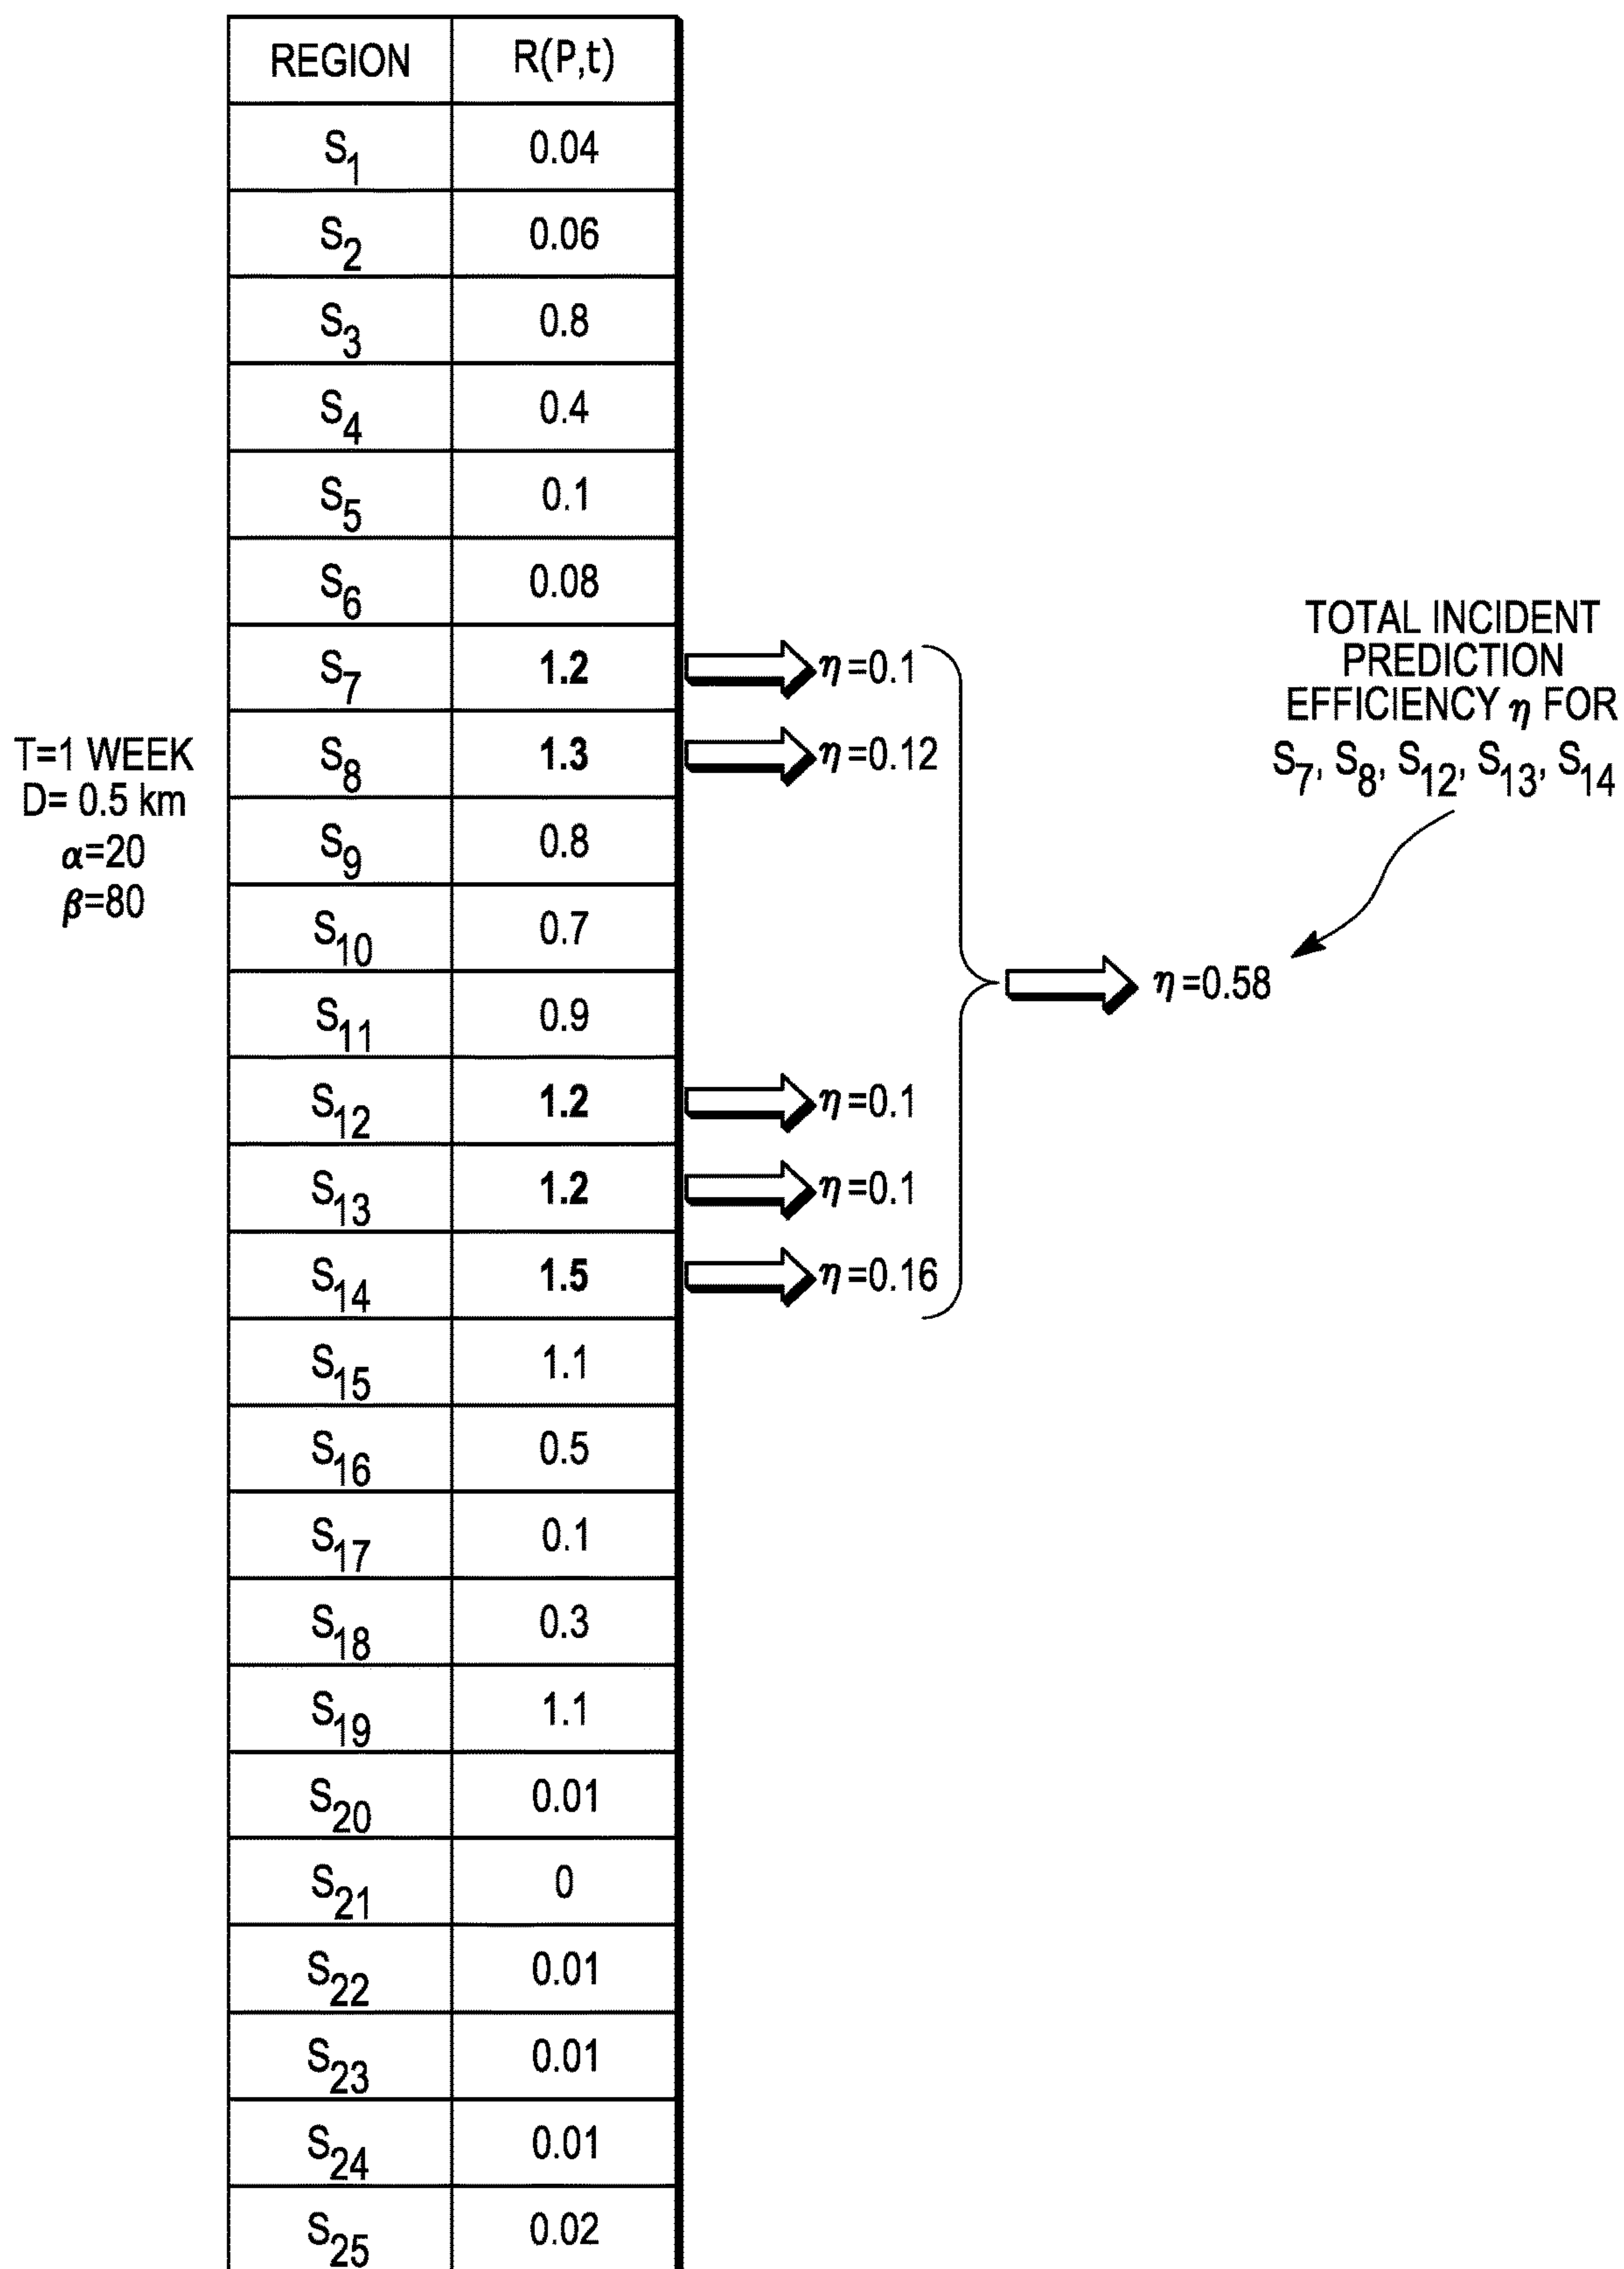 REGION R(P,t)
S1 0.04
S2 0.06
S3 0.8
S4 0.4
S5 0.1
S6 0.08
S7 1.2 η=0.1
S8 1.3 η=0.12
S9 0.8
S10 0.7
S11 0.9
S12 1.2 η=0.1
S13 1.2 η=0.1
S14 1.5 η=0.16
S15 1.1
S16 0.5
S17 0.1
S18 0.3
S19 1.1
S20 0.01
S21 0
S22 0.01
S23 0.01
S24 0.01
S25 0.02
T=1 WEEK
D= 0.5 km
α=20
β=80
TOTAL INCIDENT
PREDICTION
EFFICIENCY η FOR
S7, S8, S12, S13, S14
η=0.58